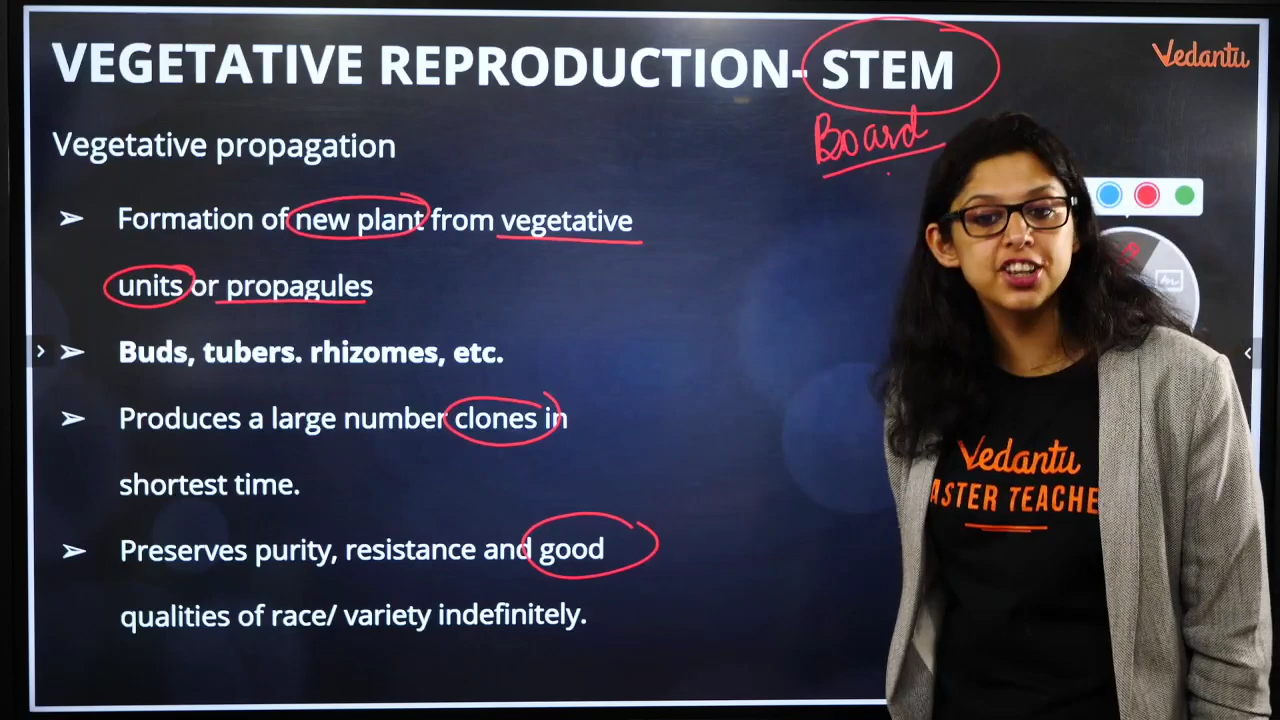 VEGETATIVE REPRODUCTION- STEM
Vedantu
Board
Vegetative propagation
➢ Formation of new plant from vegetative
units or propagules
➢ Buds, tubers. rhizomes, etc.
➢ Produces a large number clones in
shortest time.
➢ Preserves purity, resistance and good
qualities of race/ variety indefinitely.
Vedantu
ASTER TEACHE